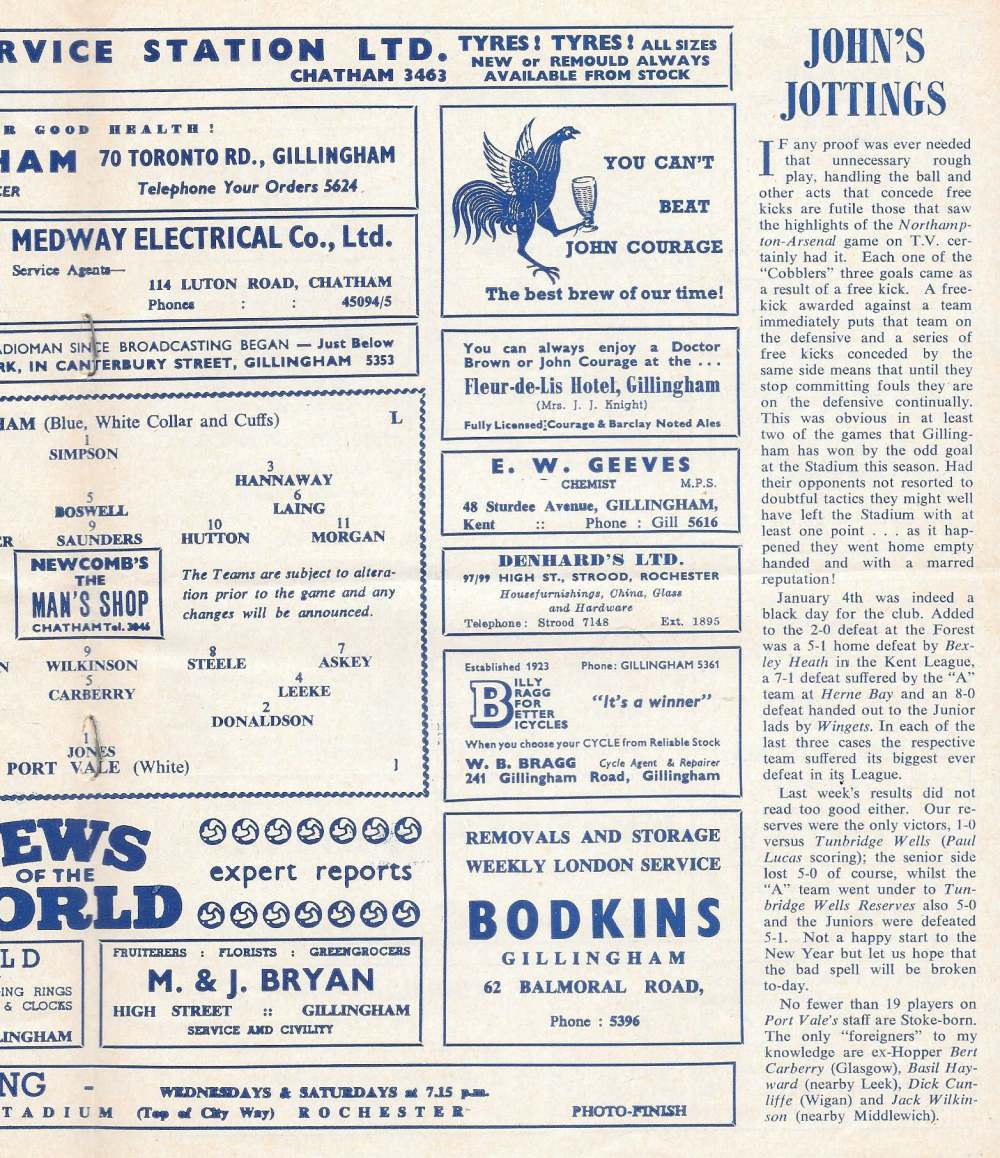 RVICE STATION LTD.
CHATHAM 3463
TYRES! TYRES! ALL SIZES
NEW or REMOULD ALWAYS
AVAILABLE FROM STOCK
R GOOD HEALTH!
HAM 70 TORONTO RD., GILLINGHAM
CER Telephone Your Orders 5624
MEDWAY ELECTRICAL Co., Ltd.
Service Agents—
114 LUTON ROAD, CHATHAM
Phones : : 45094/5
ADIOMAN SINCE BROADCASTING BEGAN — Just Below
RK, IN CANTERBURY STREET, GILLINGHAM 5353
HAM (Blue, White Collar and Cuffs) L
1
SIMPSON
3
HANNAWAY
5 6
BOSWELL LAING
9 10 11
ER SAUNDERS HUTTON MORGAN
NEWCOMB'S
THE
MAN'S SHOP
CHATHAM Tel. 3846
The Teams are subject to altera-
tion prior to the game and any
changes will be announced.
9 8 7
N WILKINSON STEELE ASKEY
5 4
CARBERRY LEEKE
2
DONALDSON
1
JONES
PORT VALE (White) 1
EWS
OF THE
ORLD
expert reports
LD
ING RINGS
& CLOCKS
LINGHAM
FRUITERERS : FLORISTS : GREENGROCERS
M. & J. BRYAN
HIGH STREET :: GILLINGHAM
SERVICE AND CIVILITY
NG - WEDNESDAYS & SATURDAYS at 7.15 p.m.
TADIUM (Top of City Way) ROCHESTER PHOTO-FINISH
YOU CAN'T
BEAT
JOHN COURAGE
The best brew of our time!
You can always enjoy a Doctor
Brown or John Courage at the . . .
Fleur-de-Lis Hotel, Gillingham
(Mrs. J. J. Knight)
Fully Licensed; Courage & Barclay Noted Ales
E. W. GEEVES
CHEMIST M.P.S.
48 Sturdee Avenue, GILLINGHAM,
Kent :: Phone : Gill 5616
DENHARD'S LTD.
97/99 HIGH ST., STROOD, ROCHESTER
Housefurnishings, China, Glass
and Hardware
Telephone: Strood 7148 Ext. 1895
Established 1923 Phone: GILLINGHAM 5361
BILLY
BRAGG
FOR
BETTER
BICYCLES
"It's a winner"
When you choose your CYCLE from Reliable Stock
W. B. BRAGG Cycle Agent & Repairer
241 Gillingham Road, Gillingham
REMOVALS AND STORAGE
WEEKLY LONDON SERVICE
BODKINS
GILLINGHAM
62 BALMORAL ROAD,
Phone : 5396
JOHN'S
JOTTINGS
IF any proof was ever needed
that unnecessary rough
play, handling the ball and
other acts that concede free
kicks are futile those that saw
the highlights of the Northamp-
ton-Arsenal game on T.V. cer-
tainly had it. Each one of the
"Cobblers" three goals came as
a result of a free kick. A free-
kick awarded against a team
immediately puts that team on
the defensive and a series of
free kicks conceded by the
same side means that until they
stop committing fouls they are
on the defensive continually.
This was obvious in at least
two of the games that Gilling-
ham has won by the odd goal
at the Stadium this season. Had
their opponents not resorted to
doubtful tactics they might well
have left the Stadium with at
least one point . . . as it hap-
pened they went home empty
handed and with a marred
reputation!
January 4th was indeed a
black day for the club. Added
to the 2-0 defeat at the Forest
was a 5-1 home defeat by Bex-
ley Heath in the Kent League,
a 7-1 defeat suffered by the "A"
team at Herne Bay and an 8-0
defeat handed out to the Junior
lads by Wingets. In each of the
last three cases the respective
team suffered its biggest ever
defeat in its League.
Last week's results did not
read too good either. Our re-
serves were the only victors, 1-0
versus Tunbridge Wells (Paul
Lucas scoring); the senior side
lost 5-0 of course, whilst the
"A" team went under to Tun-
bridge Wells Reserves also 5-0
and the Juniors were defeated
5-1. Not a happy start to the
New Year but let us hope that
the bad spell will be broken
to-day.
No fewer than 19 players on
Port Vale's staff are Stoke-born.
The only "foreigners" to my
knowledge are ex-Hopper Bert
Carberry (Glasgow), Basil Hay-
ward (nearby Leek), Dick Cun-
liffe (Wigan) and Jack Wilkin-
son (nearby Middlewich).